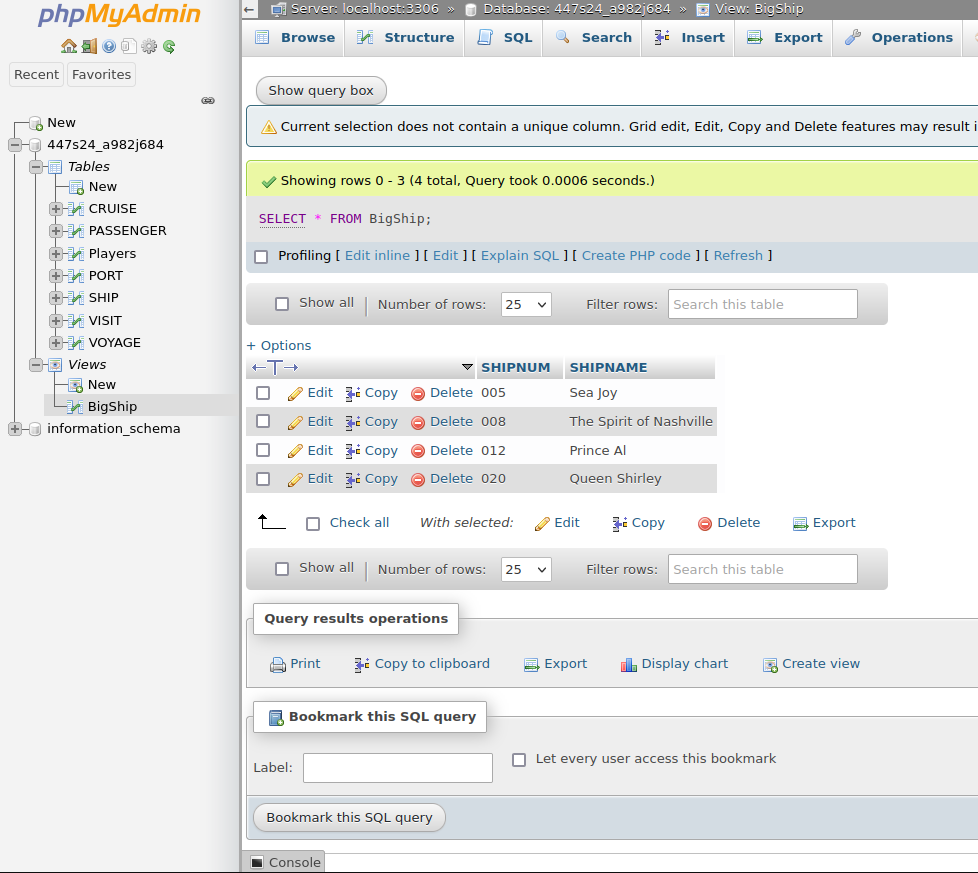 phpMyAdmin
Recent Favorites
New
447s24_a982j684
Tables
New
CRUISE
PASSENGER
Players
PORT
SHIP
VISIT
VOYAGE
Views
New
BigShip
information_schema
Server: localhost:3306 » Database: 447s24_a982j684 » View: BigShip
Browse Structure SQL Search Insert Export Operations
Show query box
Current selection does not contain a unique column. Grid edit, Edit, Copy and Delete features may result i
Showing rows 0 - 3 (4 total, Query took 0.0006 seconds.)
SELECT * FROM BigShip;
Profiling [ Edit inline ] [ Edit ] [ Explain SQL ] [ Create PHP code ] [ Refresh ]
Show all | Number of rows: 25 Filter rows: Search this table
+ Options
←T→ SHIPNUM SHIPNAME
Edit Copy Delete 005 Sea Joy
Edit Copy Delete 008 The Spirit of Nashville
Edit Copy Delete 012 Prince Al
Edit Copy Delete 020 Queen Shirley
Check all With selected: Edit Copy Delete Export
Show all | Number of rows: 25 Filter rows: Search this table
Query results operations
Print Copy to clipboard Export Display chart Create view
Bookmark this SQL query
Label: Let every user access this bookmark
Bookmark this SQL query
Console